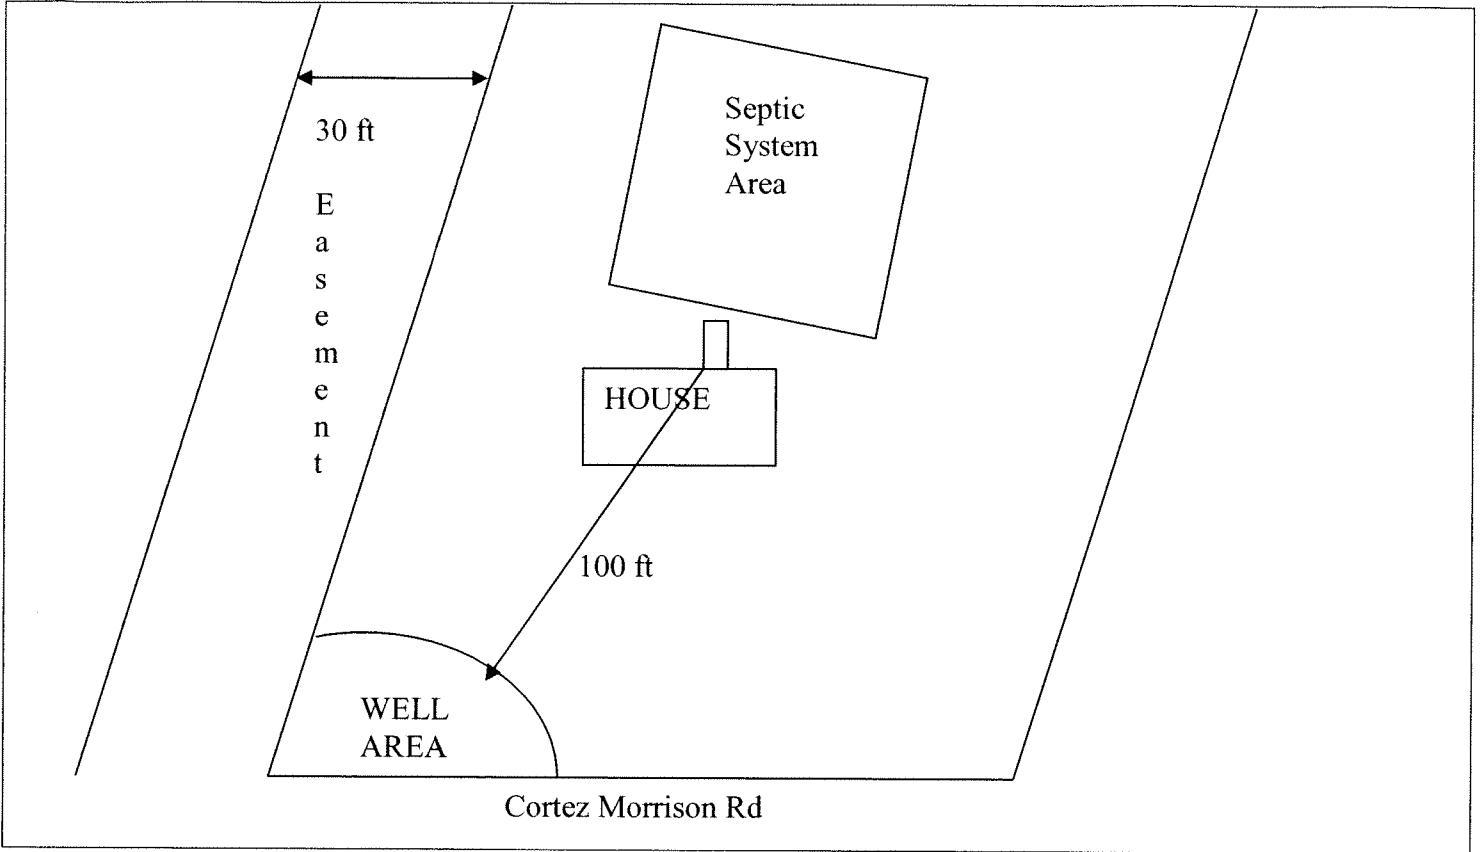 30 ft
Septic
System
Area
E
a
s
e
m
e
n
t
HOUSE
100 ft
WELL
AREA
Cortez Morrison Rd